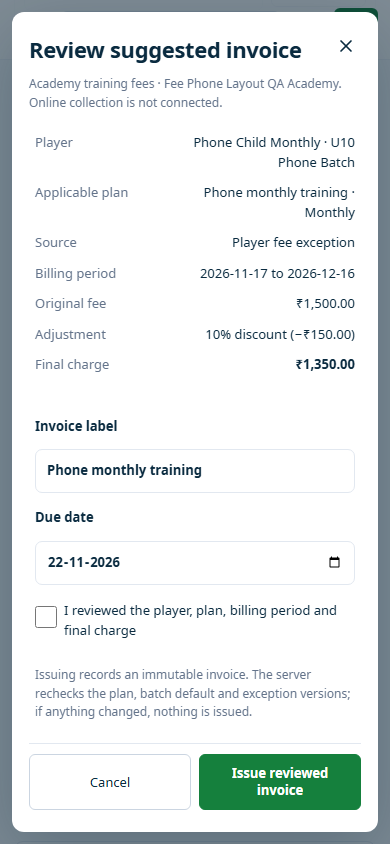 Review suggested invoice
Academy training fees · Fee Phone Layout QA Academy.
Online collection is not connected.
Player
Phone Child Monthly · U10
Phone Batch
Applicable plan
Phone monthly training ·
Monthly
Source
Player fee exception
Billing period
2026-11-17 to 2026-12-16
Original fee
₹1,500.00
Adjustment
10% discount (−₹150.00)
Final charge
₹1,350.00
Invoice label
Phone monthly training
Due date
22-11-2026
I reviewed the player, plan, billing period and
final charge
Issuing records an immutable invoice. The server
rechecks the plan, batch default and exception versions;
if anything changed, nothing is issued.
Cancel
Issue reviewed
invoice